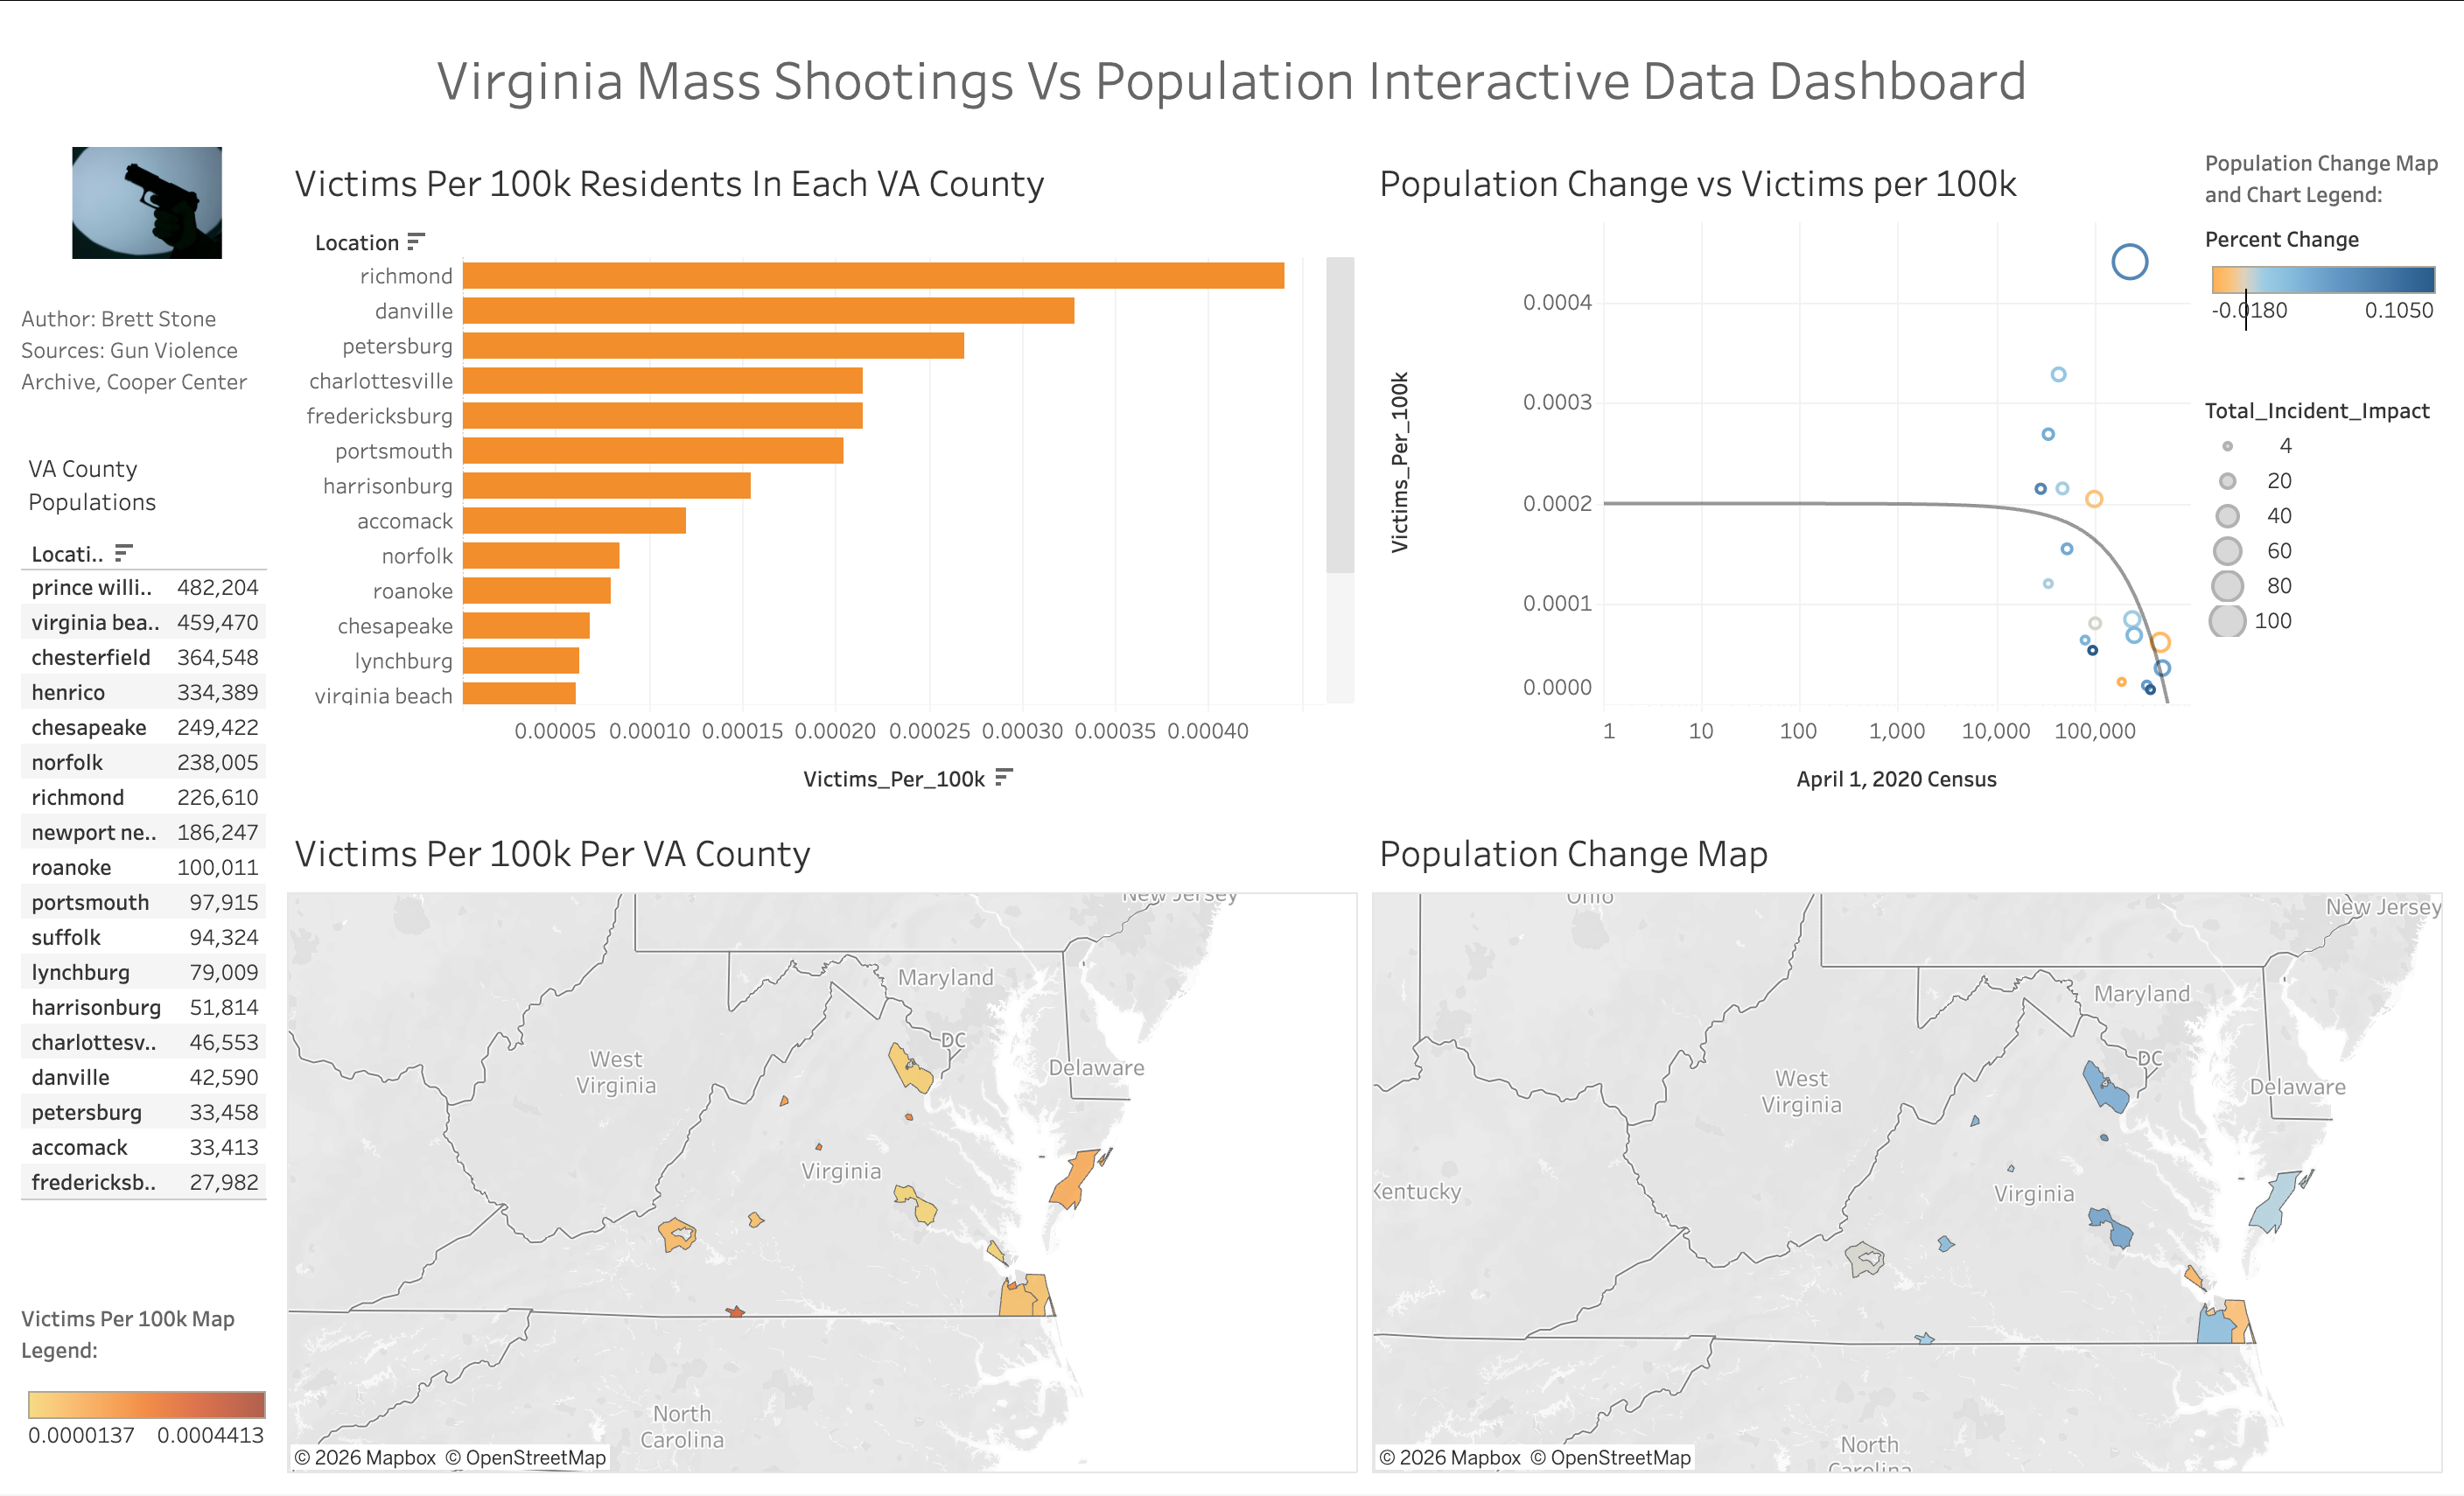 Virginia Mass Shootings Vs Population Interactive Data Dashboard
Author: Brett Stone
Sources: Gun Violence
Archive, Cooper Center
VA County
Populations
Locati..
prince willi.. 482,204
virginia bea.. 459,470
chesterfield 364,548
henrico 334,389
chesapeake 249,422
norfolk 238,005
richmond 226,610
newport ne.. 186,247
roanoke 100,011
portsmouth 97,915
suffolk 94,324
lynchburg 79,009
harrisonburg 51,814
charlottesv.. 46,553
danville 42,590
petersburg 33,458
accomack 33,413
fredericksb.. 27,982
Victims Per 100k Map
Legend:
0.0000137 0.0004413
Victims Per 100k Residents In Each VA County
Location
richmond
danville
petersburg
charlottesville
fredericksburg
portsmouth
harrisonburg
accomack
norfolk
roanoke
chesapeake
lynchburg
virginia beach
0.00005 0.00010 0.00015 0.00020 0.00025 0.00030 0.00035 0.00040
Victims_Per_100k
Population Change vs Victims per 100k
Victims_Per_100k
0.0004
0.0003
0.0002
0.0001
0.0000
1 10 100 1,000 10,000 100,000
April 1, 2020 Census
Population Change Map
and Chart Legend:
Percent Change
-0.0180 0.1050
Total_Incident_Impact
4
20
40
60
80
100
Victims Per 100k Per VA County
New Jersey
Maryland
DC
West
Virginia
Delaware
Virginia
North
Carolina
© 2026 Mapbox © OpenStreetMap
Population Change Map
Ohio
New Jersey
Maryland
DC
West
Virginia
Delaware
Kentucky
Virginia
North
Carolina
© 2026 Mapbox © OpenStreetMap